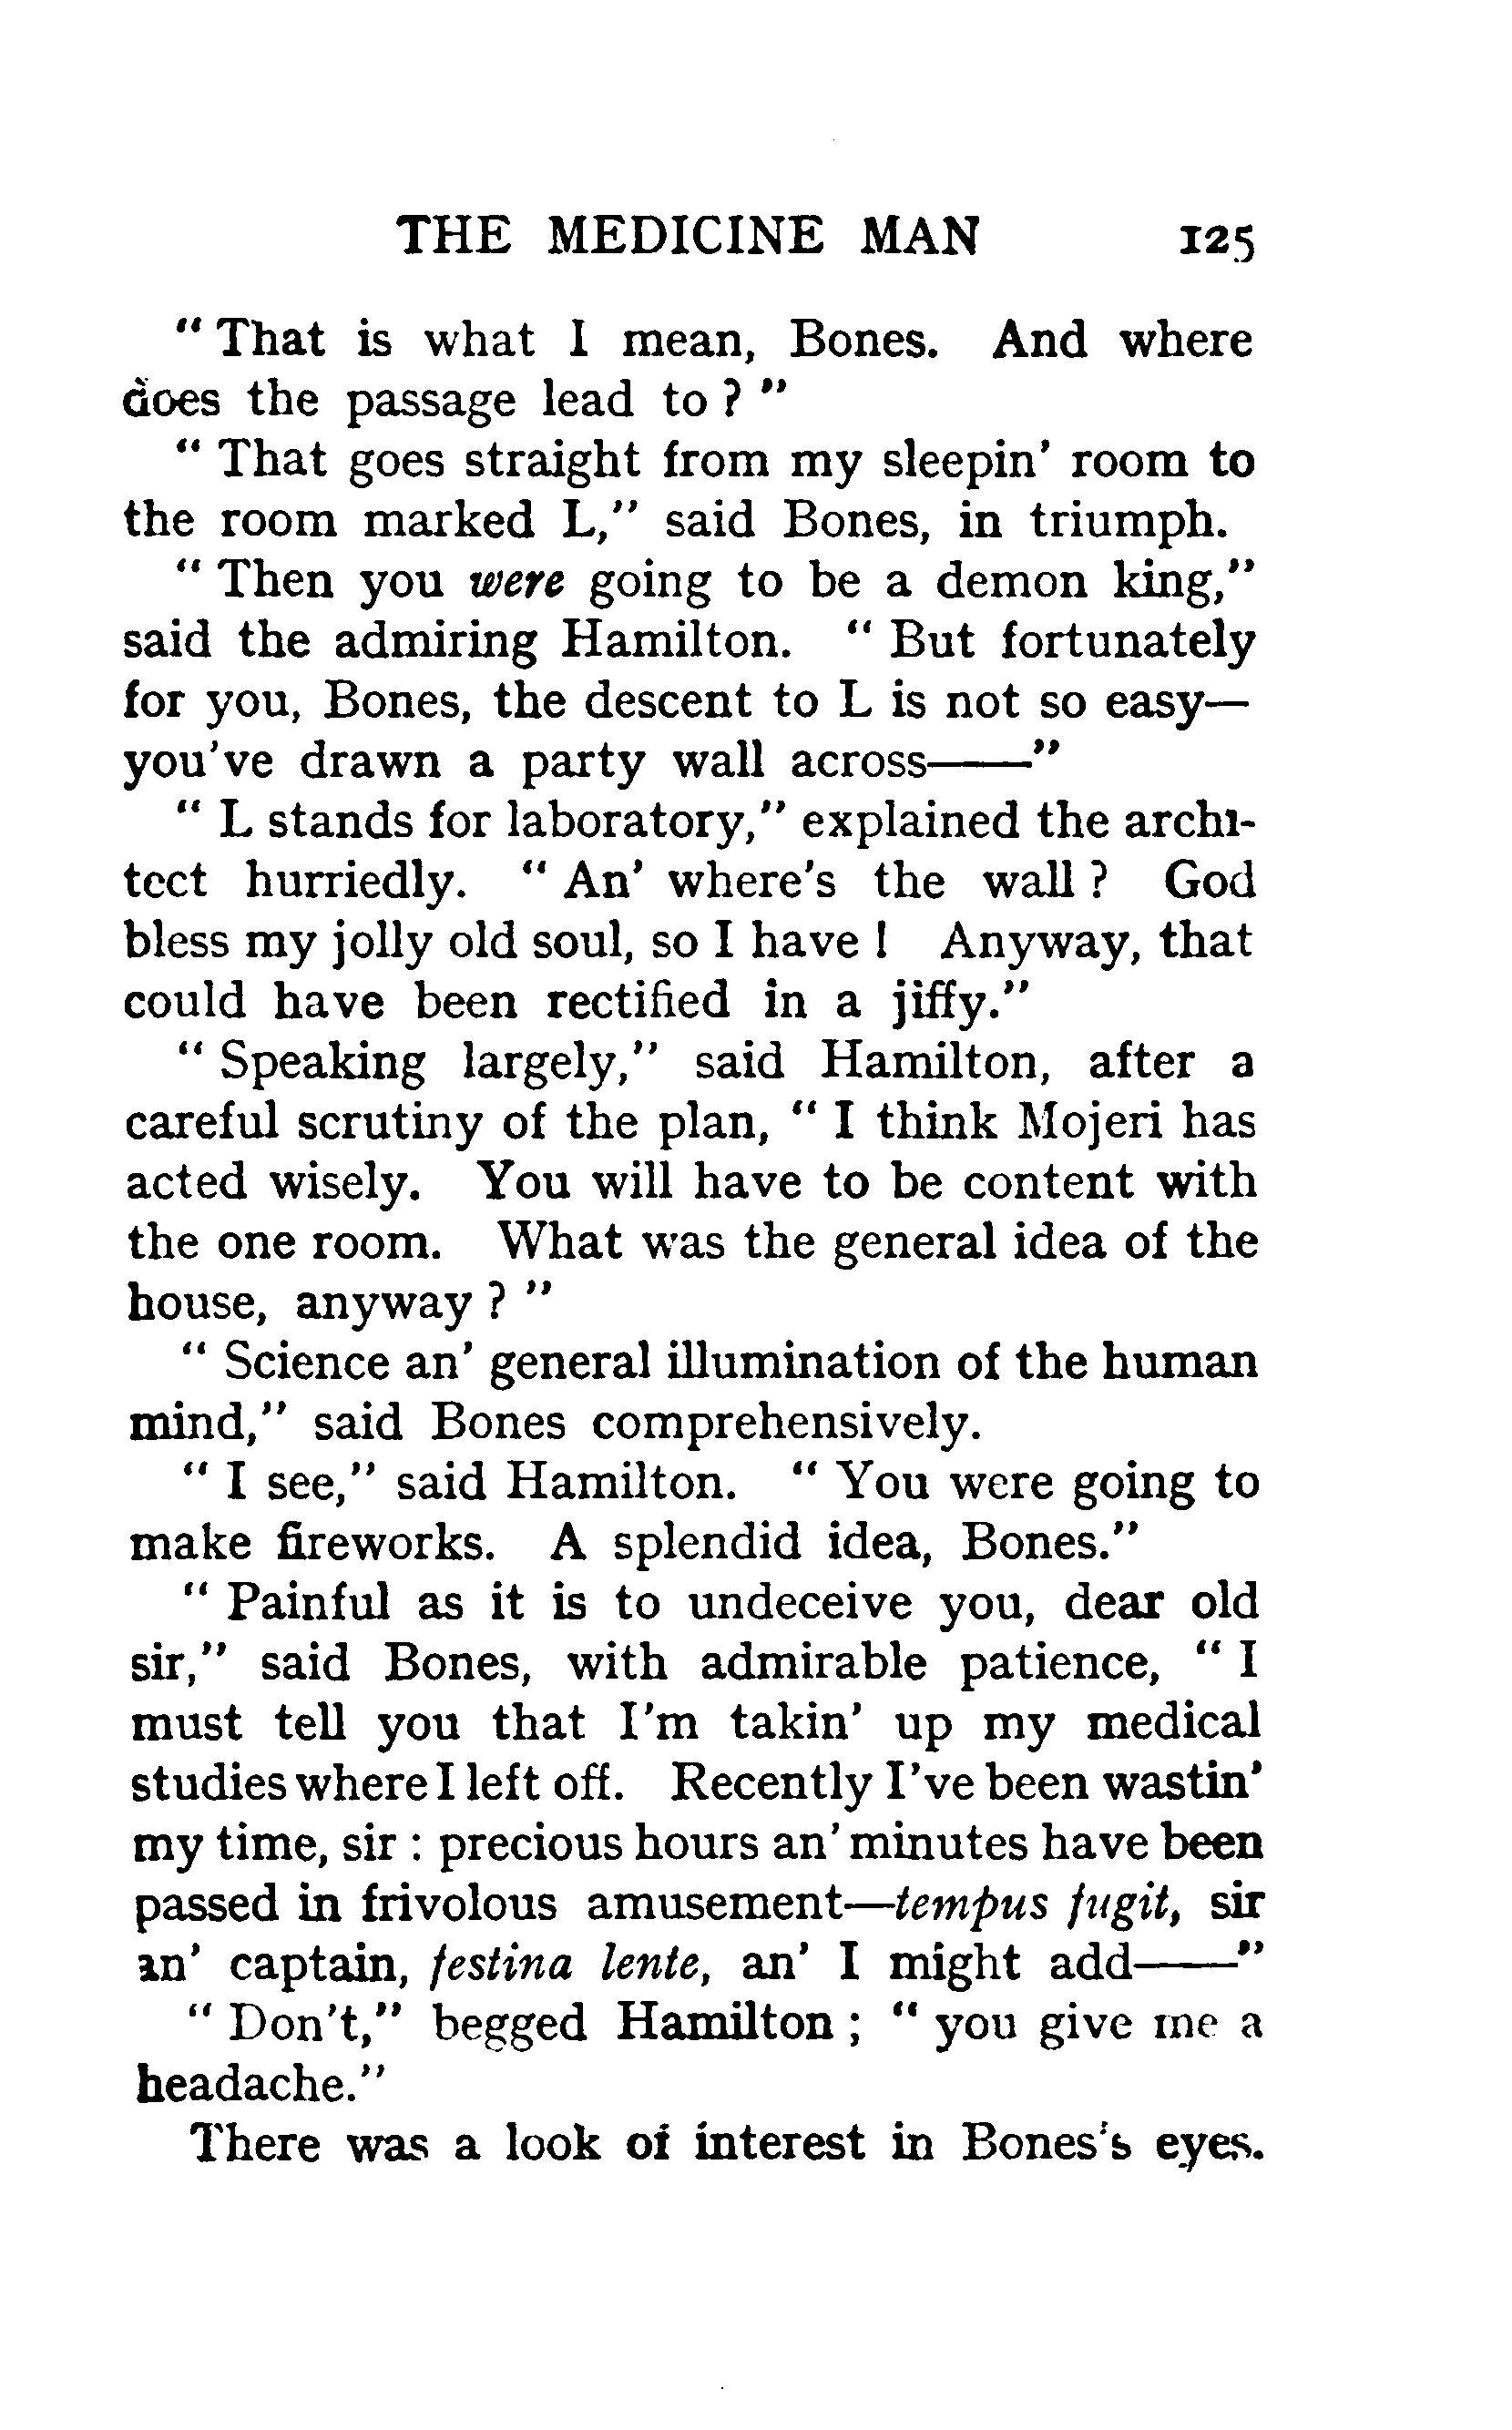 THE MEDICINE MAN 125
" That is what I mean, Bones. And where
does the passage lead to ? "
" That goes straight from my sleepin' room to
the room marked L," said Bones, in triumph.
" Then you were going to be a demon king,"
said the admiring Hamilton. " But fortunately
for you, Bones, the descent to L is not so easy—
you've drawn a party wall across——"
" L stands for laboratory," explained the archi-
tect hurriedly. " An' where's the wall ? God
bless my jolly old soul, so I have ! Anyway, that
could have been rectified in a jiffy."
" Speaking largely," said Hamilton, after a
careful scrutiny of the plan, " I think Mojeri has
acted wisely. You will have to be content with
the one room. What was the general idea of the
house, anyway ? "
" Science an' general illumination of the human
mind," said Bones comprehensively.
" I see," said Hamilton. " You were going to
make fireworks. A splendid idea, Bones."
" Painful as it is to undeceive you, dear old
sir," said Bones, with admirable patience, " I
must tell you that I'm takin' up my medical
studies where I left off. Recently I've been wastin'
my time, sir : precious hours an' minutes have been
passed in frivolous amusement—tempus fugit, sir
an' captain, festina lente, an' I might add——"
" Don't," begged Hamilton ; " you give me a
headache."
There was a look of interest in Bones's eyes.